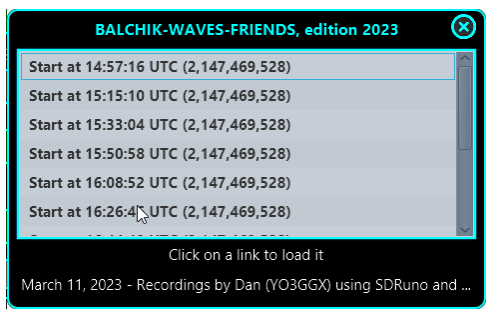 BALCHIK-WAVES-FRIENDS, edition 2023
Start at 14:57:16 UTC (2,147,469,528)
Start at 15:15:10 UTC (2,147,469,528)
Start at 15:33:04 UTC (2,147,469,528)
Start at 15:50:58 UTC (2,147,469,528)
Start at 16:08:52 UTC (2,147,469,528)
Start at UTC (2,147,469,528)
Click on a link to load it
March 11, 2023 - Recordings by Dan (YO3GGX) using SDRuno and ...